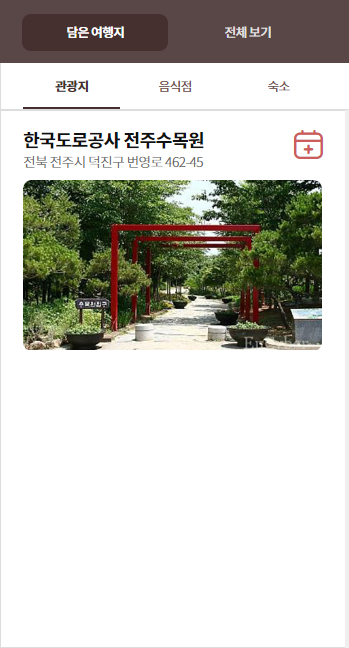 담은 여행지
전체 보기
관광지
음식점
숙소
한국도로공사 전주수목원
전북 전주시 덕진구 번영로 462-45